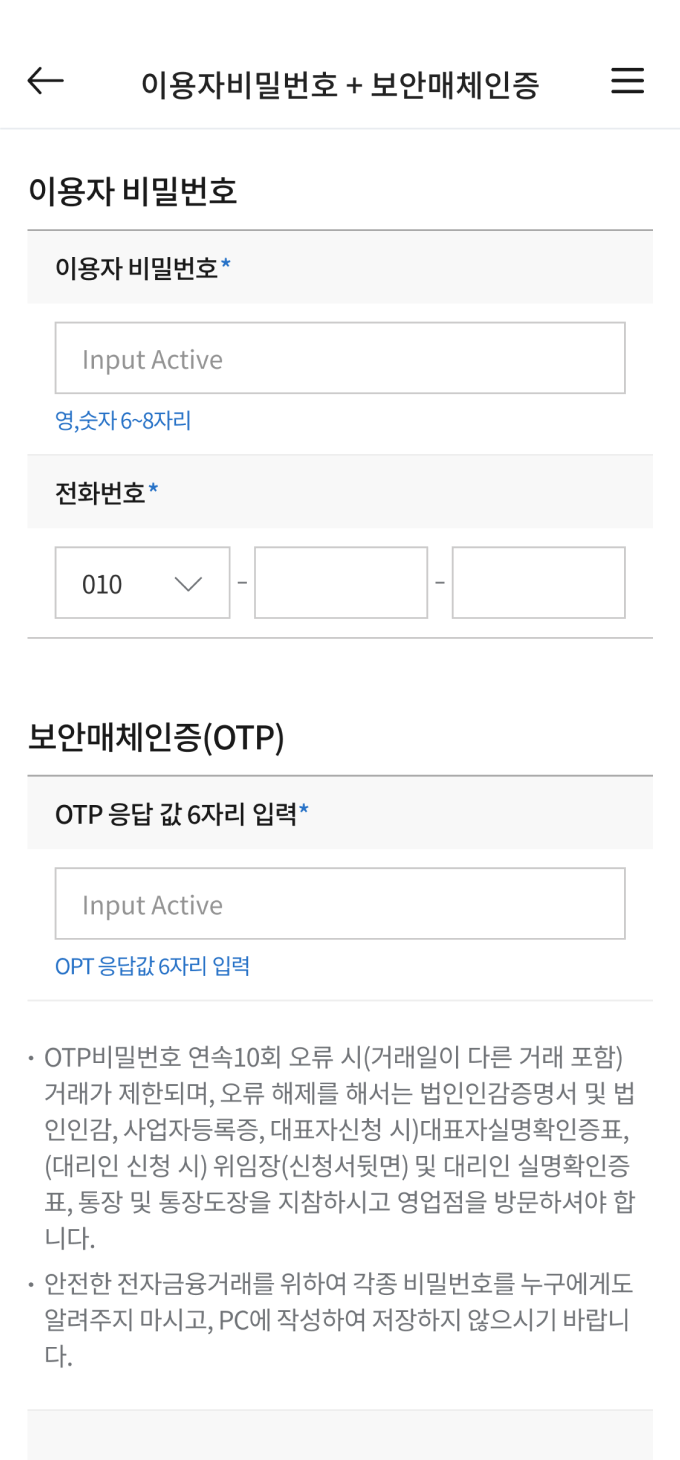 이용자비밀번호 + 보안매체인증
이용자 비밀번호
이용자 비밀번호*
Input Active
영,숫자 6~8자리
전화번호*
010 - -
보안매체인증(OTP)
OTP 응답 값 6자리 입력*
Input Active
OPT 응답값 6자리 입력
· OTP비밀번호 연속10회 오류 시(거래일이 다른 거래 포함)
거래가 제한되며, 오류 해제를 해서는 법인인감증명서 및 법
인인감, 사업자등록증, 대표자신청 시)대표자실명확인증표,
(대리인 신청 시) 위임장(신청서뒷면) 및 대리인 실명확인증
표, 통장 및 통장도장을 지참하시고 영업점을 방문하셔야 합
니다.
· 안전한 전자금융거래를 위하여 각종 비밀번호를 누구에게도
알려주지 마시고, PC에 작성하여 저장하지 않으시기 바랍니
다.